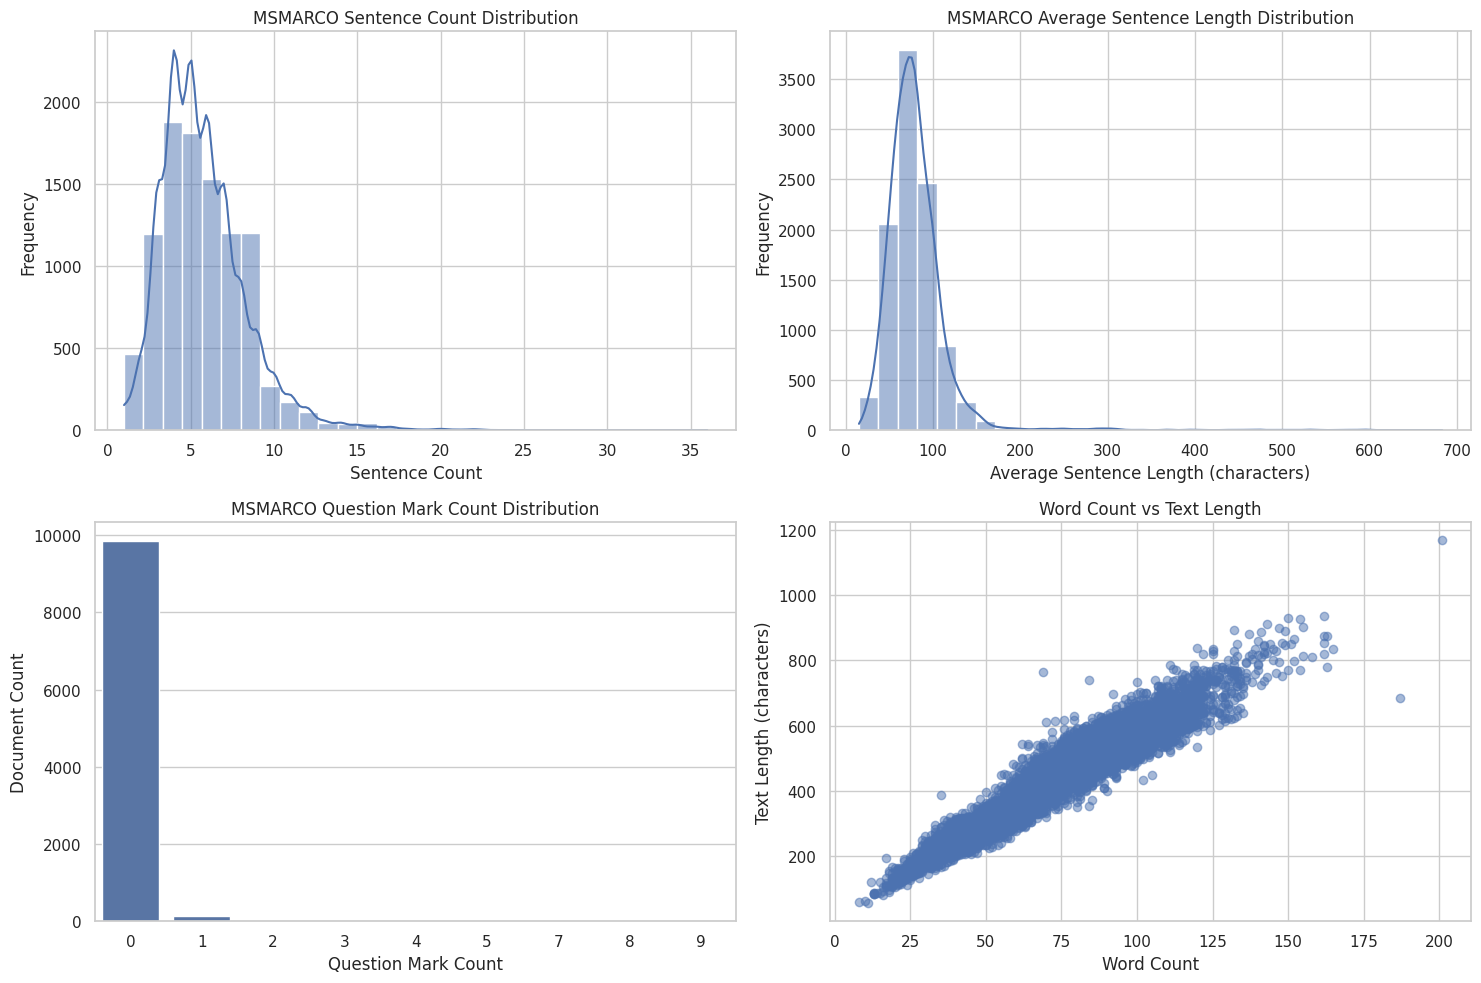 MSMARCO Sentence Count Distribution
Frequency
2000
1500
1000
500
0
0 5 10 15 20 25 30 35
Sentence Count
MSMARCO Average Sentence Length Distribution
Frequency
3500
3000
2500
2000
1500
1000
500
0
0 100 200 300 400 500 600 700
Average Sentence Length (characters)
MSMARCO Question Mark Count Distribution
Document Count
10000
8000
6000
4000
2000
0
0 1 2 3 4 5 6 7 8 9
Question Mark Count
Word Count vs Text Length
Text Length (characters)
1200
1000
800
600
400
200
0 25 50 75 100 125 150 175 200
Word Count